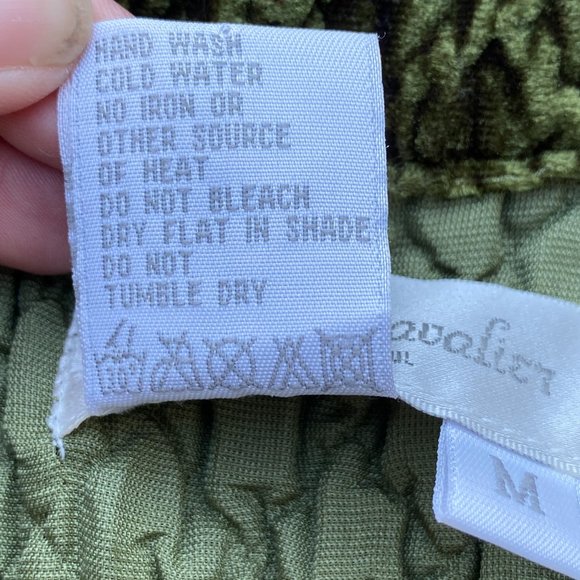 HAND WASH
COLD WATER
NO IRON OR
OTHER SOURCE
OF HEAT
DO NOT BLEACH
DRY FLAT IN SHADE
DO NOT
TUMBLE DRY
avalier
M